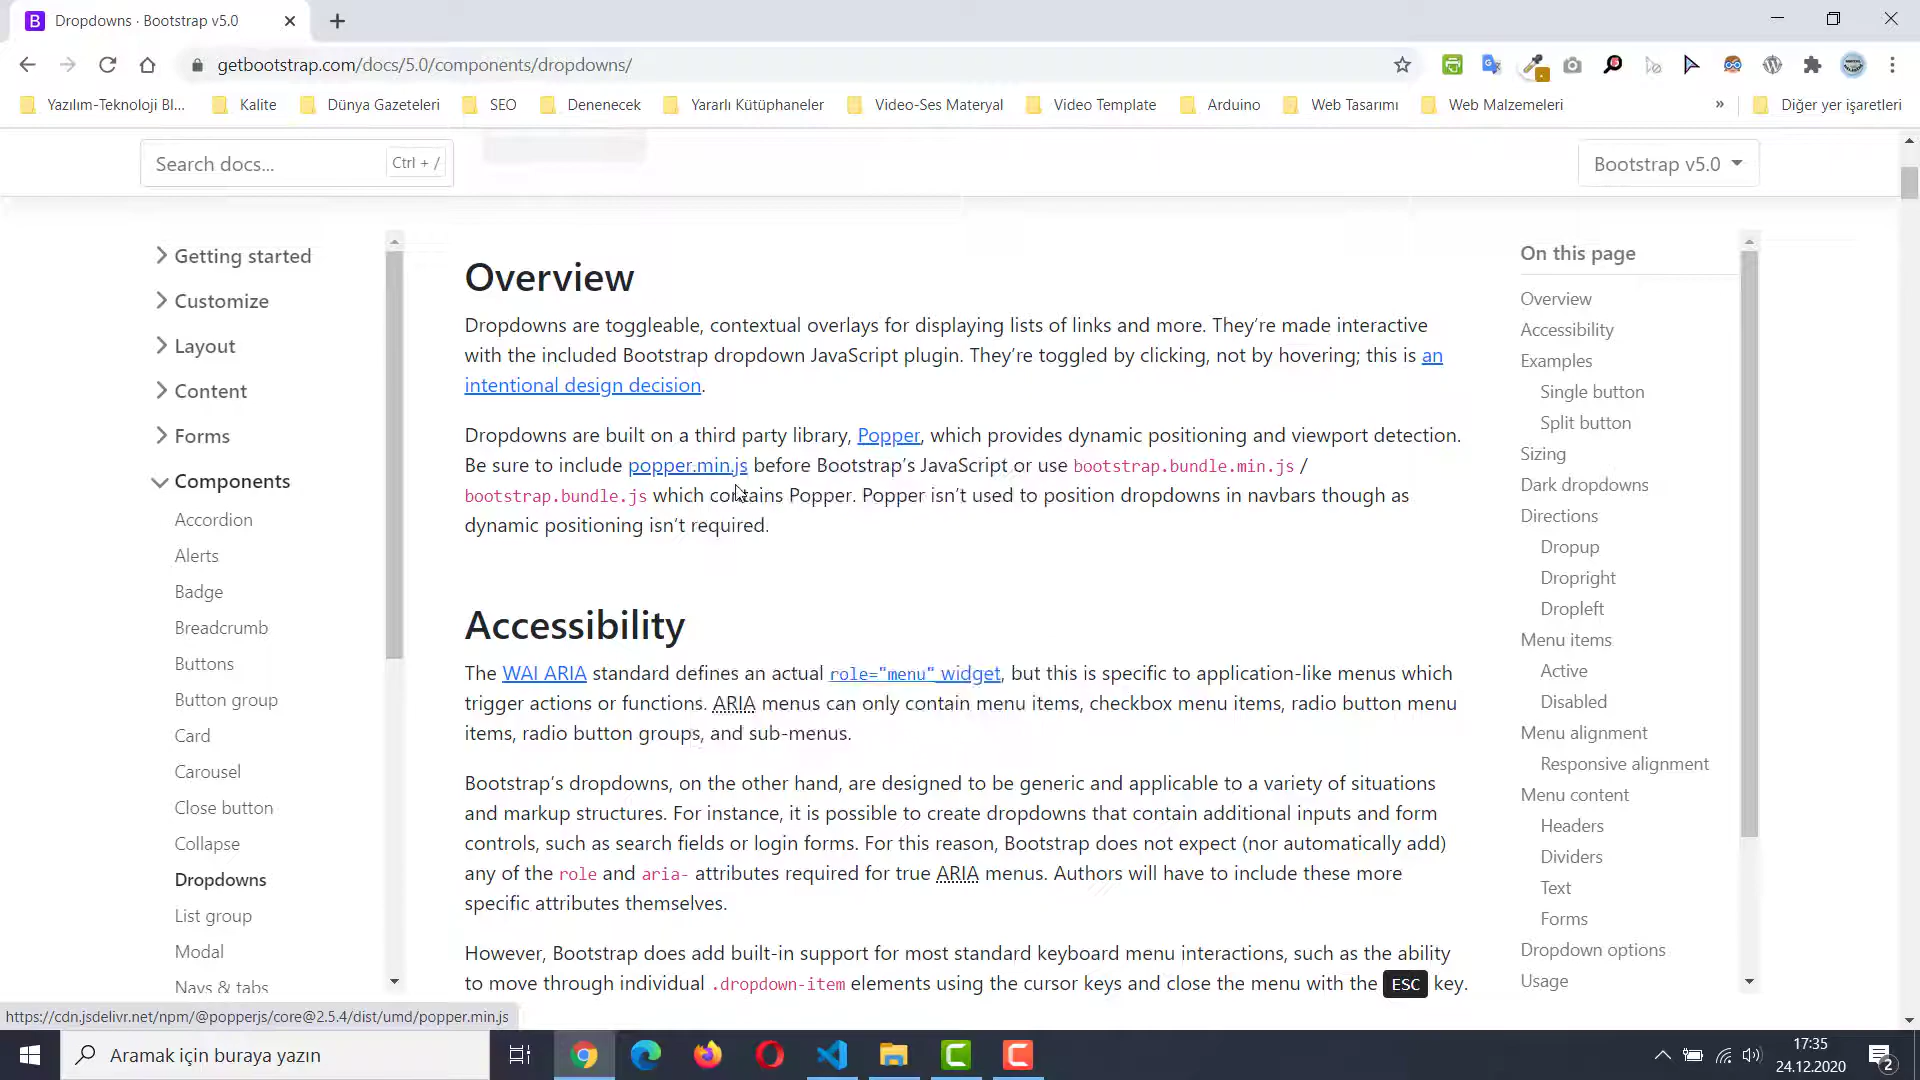 Dropdowns · Bootstrap v5.0
getbootstrap.com/docs/5.0/components/dropdowns/
Yazılım-Teknoloji Bl...
Kalite
Dünya Gazeteleri
SEO
Denenecek
Yararlı Kütüphaneler
Video-Ses Materyal
Video Template
Arduino
Web Tasarımı
Web Malzemeleri
»
Diğer yer işaretleri
Search docs...
Ctrl + /
Bootstrap v5.0
Getting started
Customize
Layout
Content
Forms
Components
Accordion
Alerts
Badge
Breadcrumb
Buttons
Button group
Card
Carousel
Close button
Collapse
Dropdowns
List group
Modal
Navs & tabs
Overview
Dropdowns are toggleable, contextual overlays for displaying lists of links and more. They’re made interactive
with the included Bootstrap dropdown JavaScript plugin. They’re toggled by clicking, not by hovering; this is an
intentional design decision.
Dropdowns are built on a third party library, Popper, which provides dynamic positioning and viewport detection.
Be sure to include popper.min.js before Bootstrap’s JavaScript or use bootstrap.bundle.min.js /
bootstrap.bundle.js which contains Popper. Popper isn’t used to position dropdowns in navbars though as
dynamic positioning isn’t required.
Accessibility
The WAI ARIA standard defines an actual role="menu" widget, but this is specific to application-like menus which
trigger actions or functions. ARIA menus can only contain menu items, checkbox menu items, radio button menu
items, radio button groups, and sub-menus.
Bootstrap’s dropdowns, on the other hand, are designed to be generic and applicable to a variety of situations
and markup structures. For instance, it is possible to create dropdowns that contain additional inputs and form
controls, such as search fields or login forms. For this reason, Bootstrap does not expect (nor automatically add)
any of the role and aria- attributes required for true ARIA menus. Authors will have to include these more
specific attributes themselves.
However, Bootstrap does add built-in support for most standard keyboard menu interactions, such as the ability
to move through individual .dropdown-item elements using the cursor keys and close the menu with the ESC key.
On this page
Overview
Accessibility
Examples
Single button
Split button
Sizing
Dark dropdowns
Directions
Dropup
Dropright
Dropleft
Menu items
Active
Disabled
Menu alignment
Responsive alignment
Menu content
Headers
Dividers
Text
Forms
Dropdown options
Usage
https://cdn.jsdelivr.net/npm/@popperjs/core@2.5.4/dist/umd/popper.min.js
Aramak için buraya yazın
17:35
24.12.2020
2